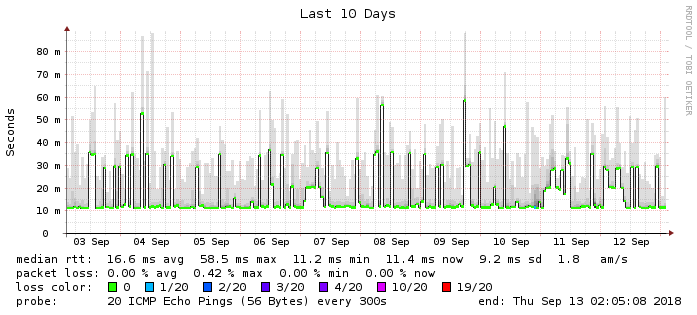 Last 10 Days
RRDTOOL / TOBI OETIKER
Seconds
80 m
70 m
60 m
50 m
40 m
30 m
20 m
10 m
0
03 Sep 04 Sep 05 Sep 06 Sep 07 Sep 08 Sep 09 Sep 10 Sep 11 Sep 12 Sep
median rtt: 16.6 ms avg 58.5 ms max 11.2 ms min 11.4 ms now 9.2 ms sd 1.8 am/s
packet loss: 0.00 % avg 0.42 % max 0.00 % min 0.00 % now
loss color: 0 1/20 2/20 3/20 4/20 10/20 19/20
probe: 20 ICMP Echo Pings (56 Bytes) every 300s end: Thu Sep 13 02:05:08 2018